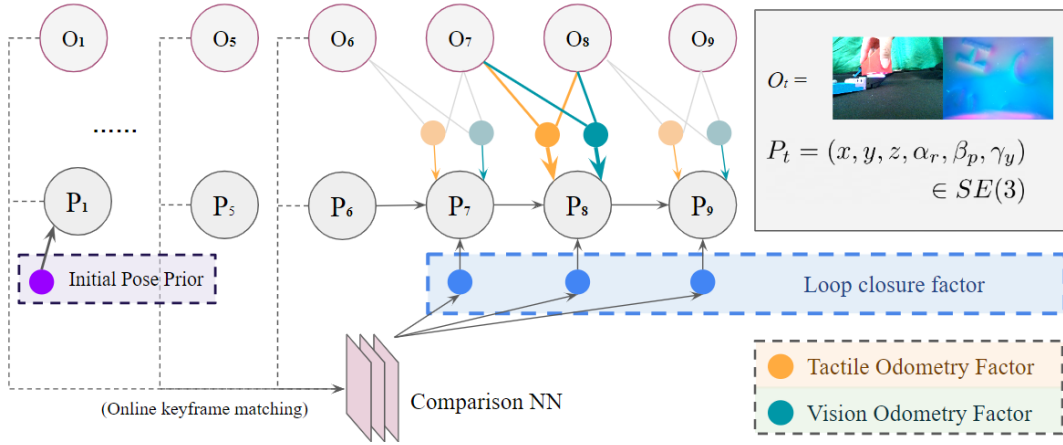 O₁
O₅
O₆
O₇
O₈
O₉
Oₜ =
......
Pₜ = (x, y, z, αᵣ, βₚ, γᵧ)
∈ SE(3)
P₁
P₅
P₆
P₇
P₈
P₉
Initial Pose Prior
Loop closure factor
(Online keyframe matching)
Comparison NN
Tactile Odometry Factor
Vision Odometry Factor